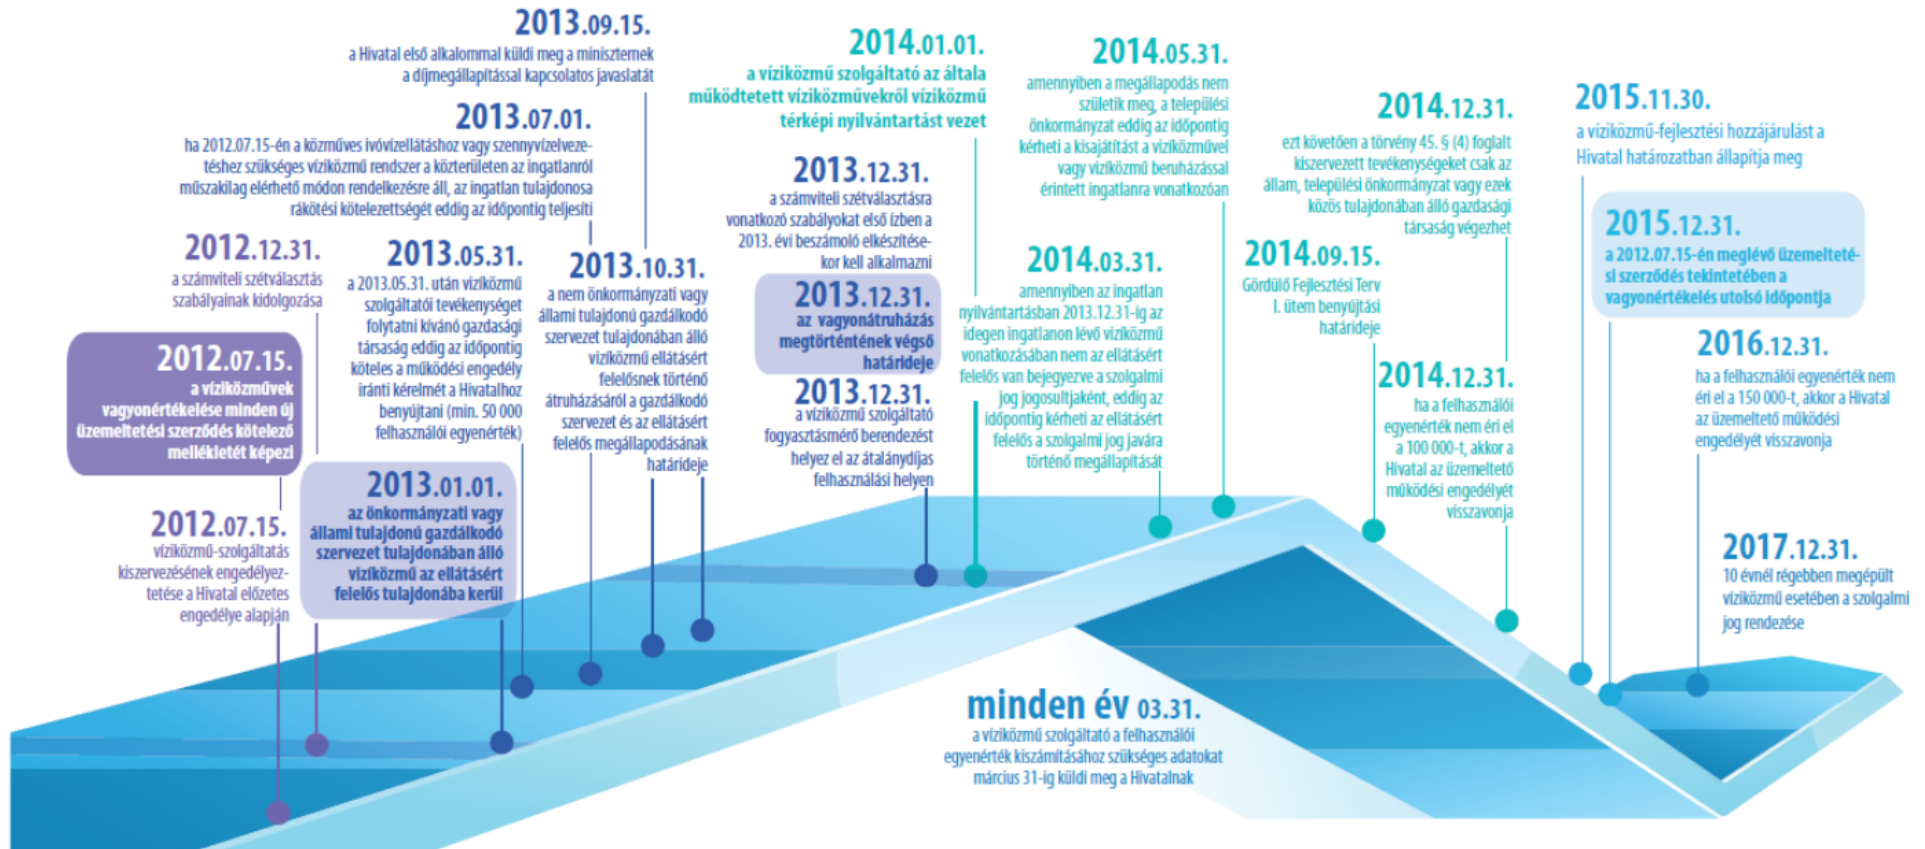 2013.09.15.
a Hivatal első alkalommal küldi meg a miniszternek
a díjmegállapítással kapcsolatos javaslatát
2013.07.01.
ha 2012.07.15-én a közműves ivóvízellátáshoz vagy szennyvízelveze-
téshez szükséges víziközmű rendszer a közterületen az ingatlanról
műszakilag elérhető módon rendelkezésre áll, az ingatlan tulajdonosa
rákötési kötelezettségét eddig az időpontig teljesíti
2012.12.31.
a számviteli szétválasztás
szabályainak kidolgozása
2012.07.15.
a víziközművek
vagyonértékelése minden új
üzemeltetési szerződés kötelező
mellékletét képezi
2012.07.15.
víziközmű-szolgáltatás
kiszervezésének engedélyez-
tetése a Hivatal előzetes
engedélye alapján
2013.01.01.
az önkormányzati vagy
állami tulajdonú gazdálkodó
szervezet tulajdonában álló
víziközmű az ellátásért
felelős tulajdonába kerül
2013.05.31.
a 2013.05.31. után víziközmű
szolgáltatói tevékenységet
folytatni kívánó gazdasági
társaság eddig az időpontig
köteles a működési engedély
iránti kérelmét a Hivatalhoz
benyújtani (min. 50 000
felhasználói egyenérték)
2013.10.31.
a nem önkormányzati vagy
állami tulajdonú gazdálkodó
szervezet tulajdonában álló
víziközmű ellátásért
felelősnek történő
átruházásáról a gazdálkodó
szervezet és az ellátásért
felelős megállapodásának
határideje
2013.12.31.
a számviteli szétválasztásra
vonatkozó szabályokat első ízben a
2013. évi beszámoló elkészítése-
kor kell alkalmazni
2013.12.31.
az vagyonátruházás
megtörténtének végső
határideje
2013.12.31.
a víziközmű szolgáltató
fogyasztásmérő berendezést
helyez el az átalánydíjas
felhasználási helyen
2014.01.01.
a víziközmű szolgáltató az általa
működtetett víziközművekről víziközmű
térképi nyilvántartást vezet
2014.03.31.
amennyiben az ingatlan
nyilvántartásban 2013.12.31-ig az
idegen ingatlanon lévő víziközmű
vonatkozásában nem az ellátásért
felelős van bejegyezve a szolgalmi
jog jogosultjaként, eddig az
időpontig kérheti az ellátásért
felelős a szolgalmi jog javára
történő megállapítását
2014.05.31.
amennyiben a megállapodás nem
születik meg, a települési
önkormányzat eddig az időpontig
kérheti a kisajátítást a víziközművel
vagy víziközmű beruházással
érintett ingatlanra vonatkozóan
2014.09.15.
Gördülő Fejlesztési Terv
I. ütem benyújtási
határideje
2014.12.31.
ezt követően a törvény 45. § (4) foglalt
kiszervezett tevékenységeket csak az
állam, települési önkormányzat vagy ezek
közös tulajdonában álló gazdasági
társaság végezhet
2014.12.31.
ha a felhasználói
egyenérték nem éri el
a 100 000-t, akkor a
Hivatal az üzemeltető
működési engedélyét
visszavonja
2015.11.30.
a víziközmű-fejlesztési hozzájárulást a
Hivatal határozatban állapítja meg
2015.12.31.
a 2012.07.15-én meglévő üzemelteté-
si szerződés tekintetében a
vagyonértékelés utolsó időpontja
2016.12.31.
ha a felhasználói egyenérték nem
éri el a 150 000-t, akkor a Hivatal
az üzemeltető működési
engedélyét visszavonja
2017.12.31.
10 évnél régebben megépült
víziközmű esetében a szolgalmi
jog rendezése
minden év 03.31.
a víziközmű szolgáltató a felhasználói
egyenérték kiszámításához szükséges adatokat
március 31-ig küldi meg a Hivatalnak